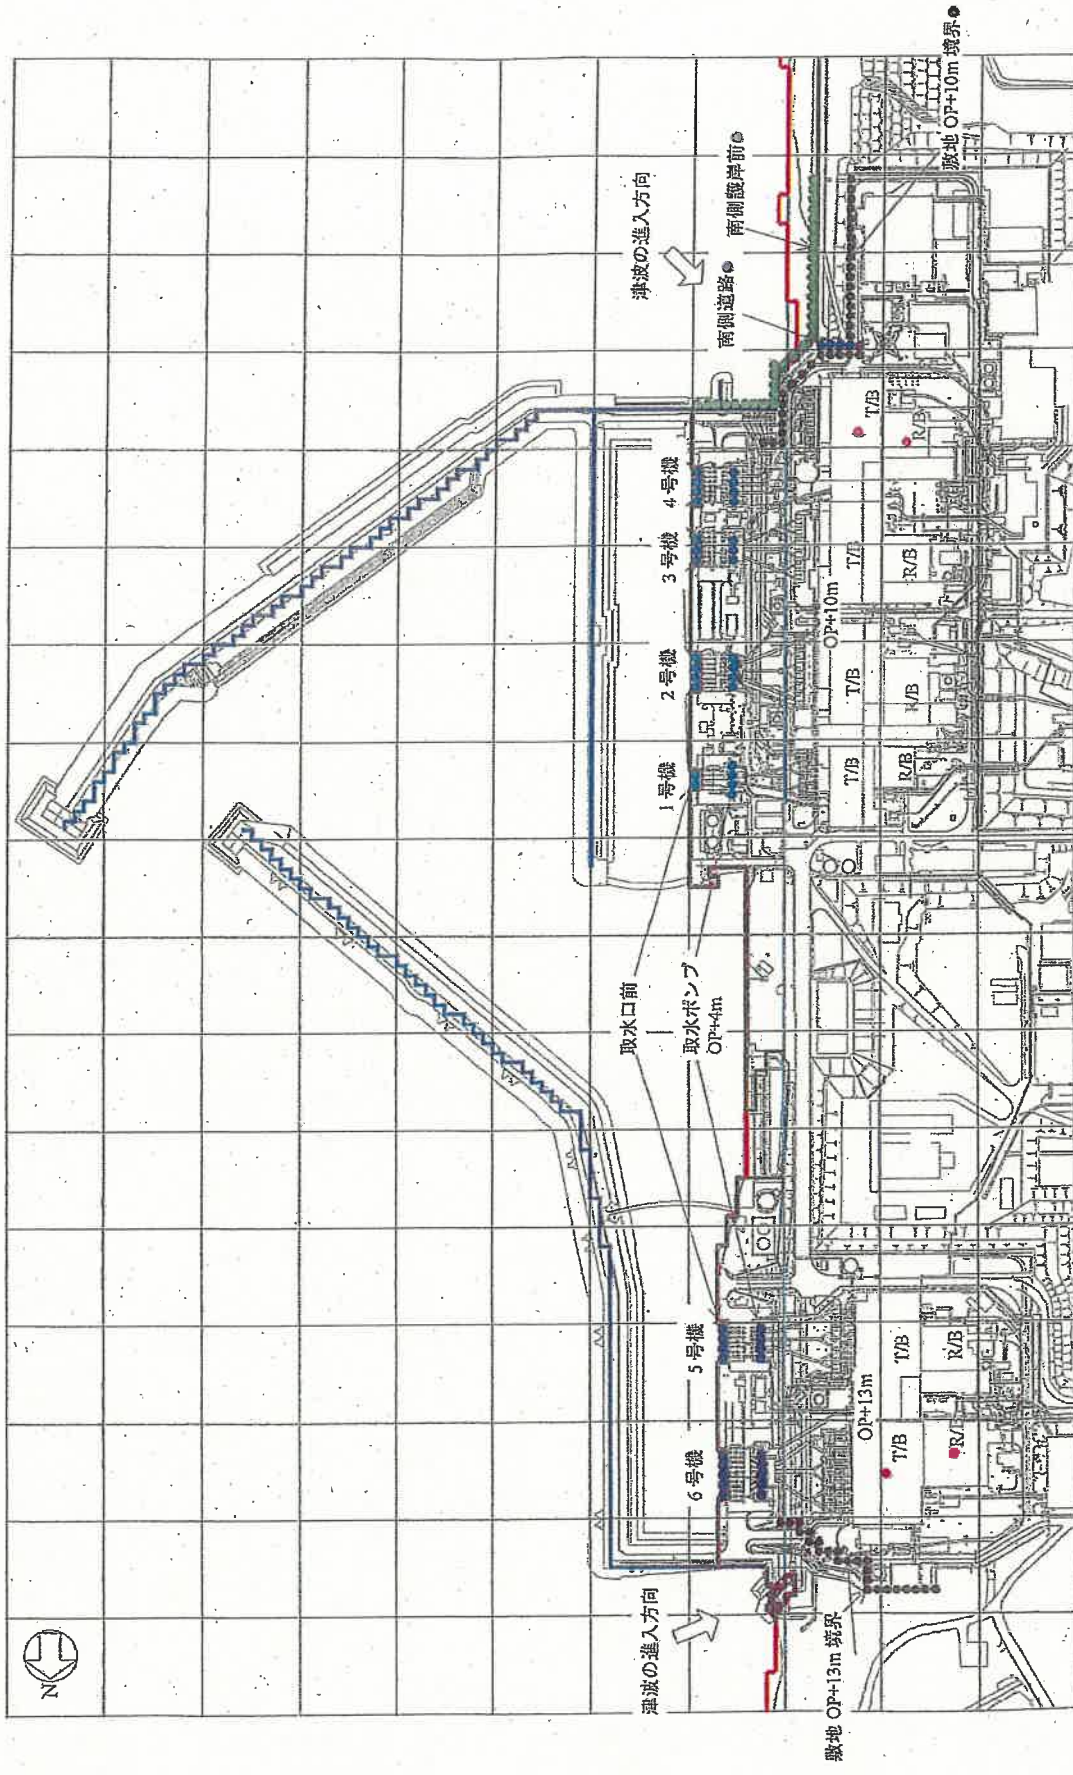 N
津波の進入方向
敷地 OP+13m 境界
6号機
5号機
取水口前
取水ポンプ
OP+4m
1号機
2号機
3号機
4号機
津波の進入方向
南側道路
南側護岸前
敷地 OP+10m 境界
OP+13m
T/B
T/B
R/B
R/B
OP+10m
T/B
T/B
T/B
T/B
R/B
R/B
R/B
R/B